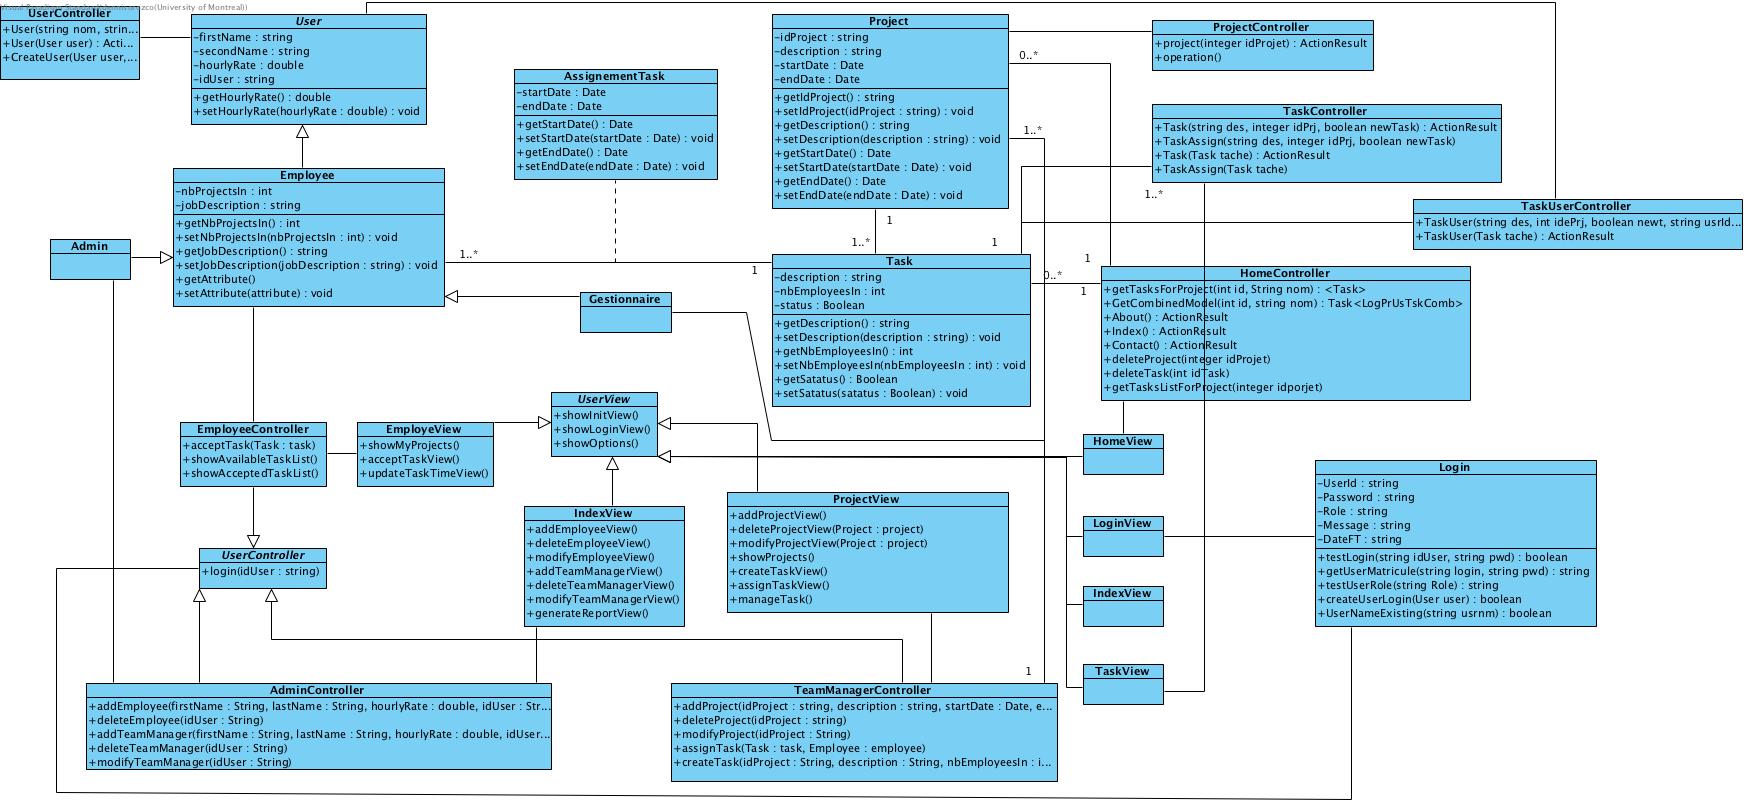 (University of Montreal))
UserController
+User(string nom, strin...
+User(User user) : Acti...
+CreateUser(User user,...
User
-firstName : string
-secondName : string
-hourlyRate : double
-idUser : string
+getHourlyRate() : double
+setHourlyRate(hourlyRate : double) : void
AssignementTask
-startDate : Date
-endDate : Date
+getStartDate() : Date
+setStartDate(startDate : Date) : void
+getEndDate() : Date
+setEndDate(endDate : Date) : void
Project
-idProject : string
-description : string
-startDate : Date
-endDate : Date
+getIdProject() : string
+setIdProject(idProject : string) : void
+getDescription() : string
+setDescription(description : string) : void
+getStartDate() : Date
+setStartDate(startDate : Date) : void
+getEndDate() : Date
+setEndDate(endDate : Date) : void
0..*
1..*
1
1..*
1
ProjectController
+project(integer idProjet) : ActionResult
+operation()
TaskController
+Task(string des, integer idPrj, boolean newTask) : ActionResult
+TaskAssign(string des, integer idPrj, boolean newTask)
+Task(Task tache) : ActionResult
+TaskAssign(Task tache)
1..*
TaskUserController
+TaskUser(string des, int idePrj, boolean newt, string usrId...
+TaskUser(Task tache) : ActionResult
Employee
-nbProjectsIn : int
-jobDescription : string
+getNbProjectsIn() : int
+setNbProjectsIn(nbProjectsIn : int) : void
+getJobDescription() : string
+setJobDescription(jobDescription : string) : void
+getAttribute()
+setAttribute(attribute) : void
Admin
1..*
1
Gestionnaire
Task
-description : string
-nbEmployeesIn : int
-status : Boolean
+getDescription() : string
+setDescription(description : string) : void
+getNbEmployeesIn() : int
+setNbEmployeesIn(nbEmployeesIn : int) : void
+getSatatus() : Boolean
+setSatatus(satatus : Boolean) : void
0..*
1
1
HomeController
+getTasksForProject(int id, String nom) : <Task>
+GetCombinedModel(int id, string nom) : Task<LogPrUsTskComb>
+About() : ActionResult
+Index() : ActionResult
+Contact() : ActionResult
+deleteProject(integer idProjet)
+deleteTask(int idTask)
+getTasksListForProject(integer idporjet)
UserView
+showInitView()
+showLoginView()
+showOptions()
EmployeeController
+acceptTask(Task : task)
+showAvailableTaskList()
+showAcceptedTaskList()
EmployeView
+showMyProjects()
+acceptTaskView()
+updateTaskTimeView()
HomeView
LoginView
IndexView
TaskView
Login
-UserId : string
-Password : string
-Role : string
-Message : string
-DateFT : string
+testLogin(string idUser, string pwd) : boolean
+getUserMatricule(string login, string pwd) : string
+testUserRole(string Role) : string
+createUserLogin(User user) : boolean
+UserNameExisting(string usrnm) : boolean
IndexView
+addEmployeeView()
+deleteEmployeeView()
+modifyEmployeeView()
+addTeamManagerView()
+deleteTeamManagerView()
+modifyTeamManagerView()
+generateReportView()
ProjectView
+addProjectView()
+deleteProjectView(Project : project)
+modifyProjectView(Project : project)
+showProjects()
+createTaskView()
+assignTaskView()
+manageTask()
UserController
+login(idUser : string)
1
AdminController
+addEmployee(firstName : String, lastName : String, hourlyRate : double, idUser : Str...
+deleteEmployee(idUser : String)
+addTeamManager(firstName : String, lastName : String, hourlyRate : double, idUser...
+deleteTeamManager(idUser : String)
+modifyTeamManager(idUser : String)
TeamManagerController
+addProject(idProject : string, description : string, startDate : Date, e...
+deleteProject(idProject : string)
+modifyProject(idProject : String)
+assignTask(Task : task, Employee : employee)
+createTask(idProject : String, description : String, nbEmployeesIn : i...